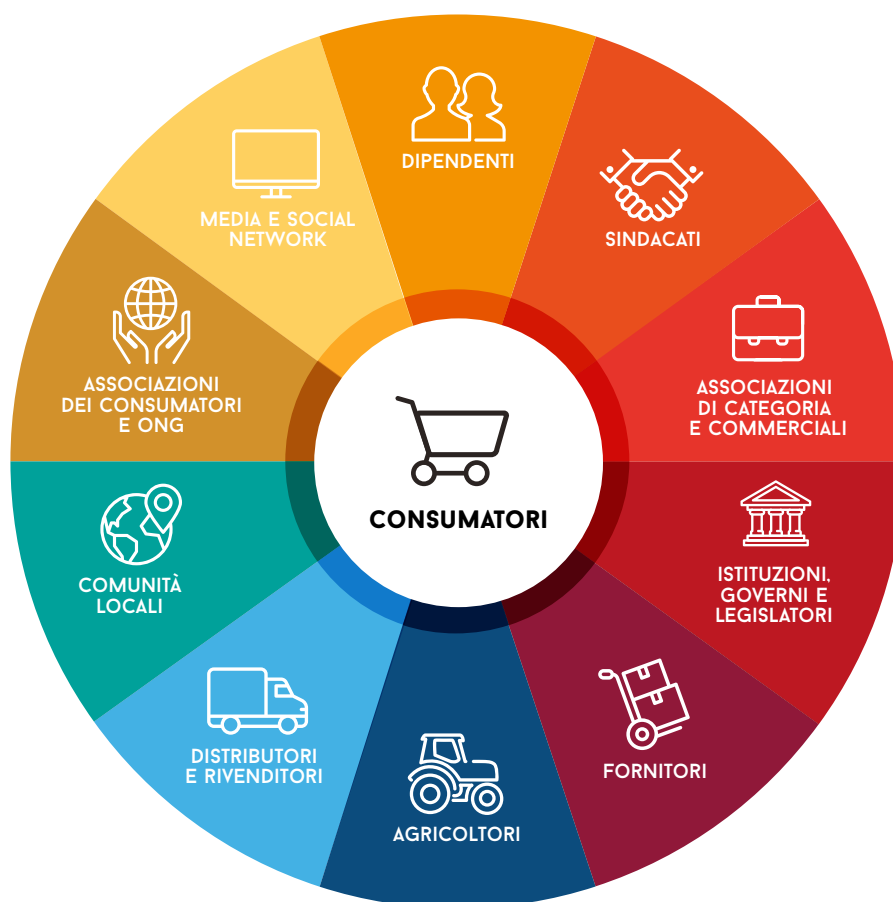 DIPENDENTI
SINDACATI
ASSOCIAZIONI
DI CATEGORIA
E COMMERCIALI
ISTITUZIONI,
GOVERNI E
LEGISLATORI
FORNITORI
AGRICOLTORI
DISTRIBUTORI
E RIVENDITORI
COMUNITÀ
LOCALI
ASSOCIAZIONI
DEI CONSUMATORI
E ONG
MEDIA E SOCIAL
NETWORK
CONSUMATORI